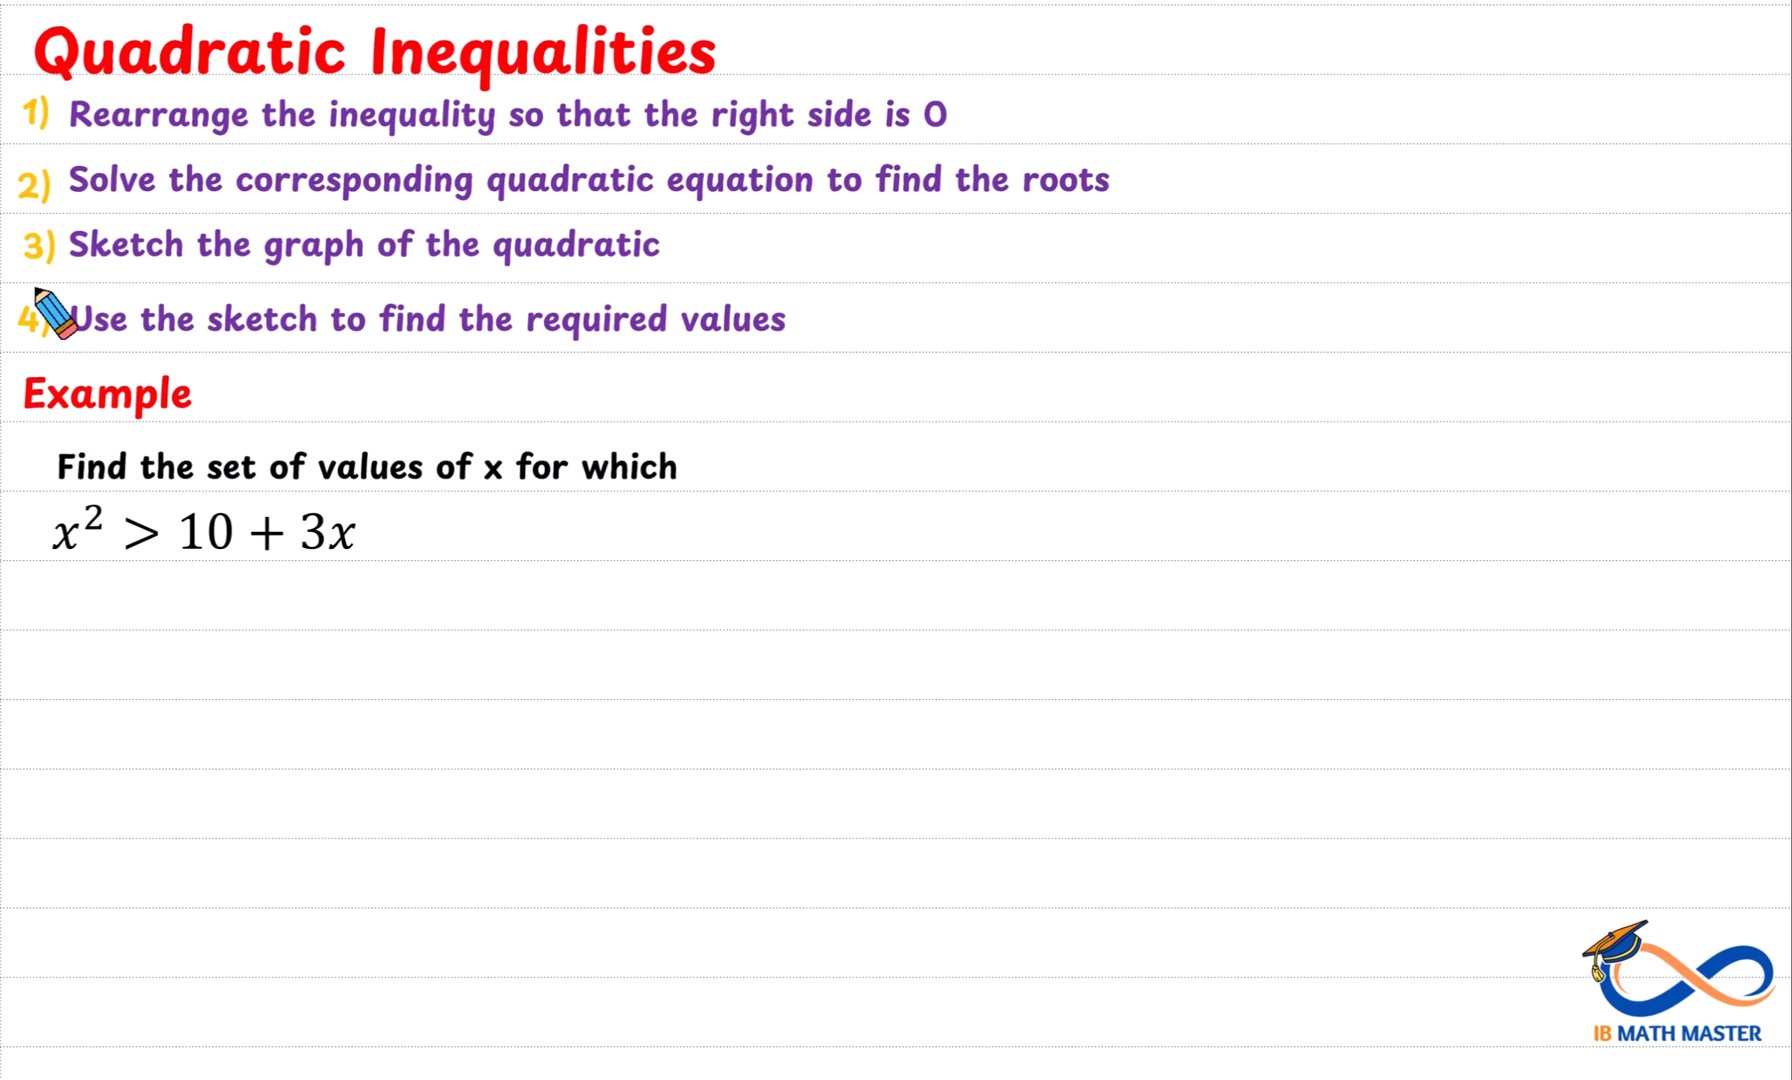 Quadratic Inequalities
1) Rearrange the inequality so that the right side is 0
2) Solve the corresponding quadratic equation to find the roots
3) Sketch the graph of the quadratic
4) Use the sketch to find the required values
Example
Find the set of values of x for which
x² > 10 + 3x
IB MATH MASTER